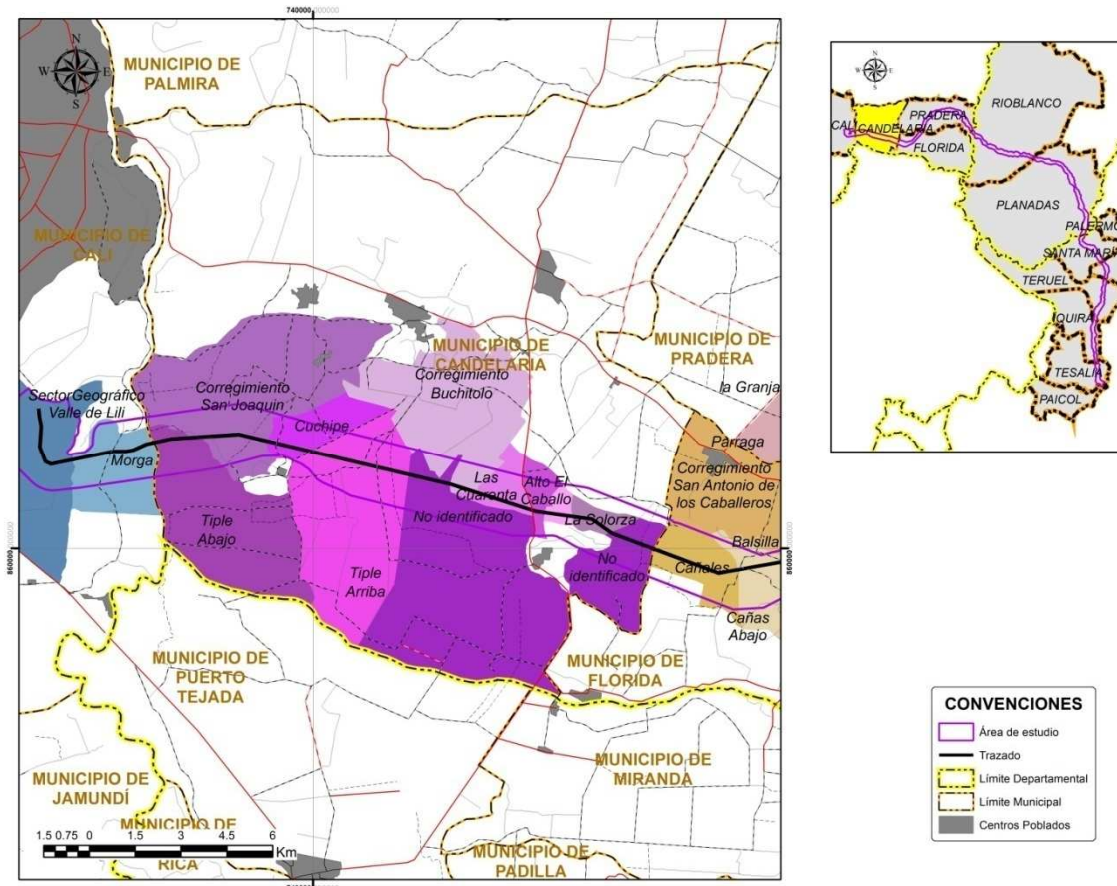 740000
N
W E
S
MUNICIPIO DE
PALMIRA
MUNICIPIO DE
CALI
MUNICIPIO DE
CANDELARIA
MUNICIPIO DE
PRADERA
la Granja
Corregimiento
Buchitolo
Corregimiento
San Joaquin
Sector Geográfico
Valle de Lili
Cuchipe
Morga
Parraga
Corregimiento
San Antonio de
los Caballeros
Las
Cuarenta
Alto El
Caballo
No identificado
La Solorza
Tiple
Abajo
Balsilla
No
identificado
Cañales
Tiple
Arriba
Cañas
Abajo
860000
860000
MUNICIPIO DE
PUERTO
TEJADA
MUNICIPIO DE
FLORIDA
MUNICIPIO DE
MIRANDA
MUNICIPIO DE
JAMUNDÍ
MUNICIPIO DE
RICA
MUNICIPIO DE
PADILLA
1.5 0.75 0 1.5 3 4.5 6
Km
N
W E
S
RIOBLANCO
PRADERA
CALI
CANDELARIA
FLORIDA
PLANADAS
PALERMO
SANTA MARÍA
TERUEL
IQUIRA
TESALIA
PAICOL
CONVENCIONES
Área de estudio
Trazado
Límite Departamental
Límite Municipal
Centros Poblados